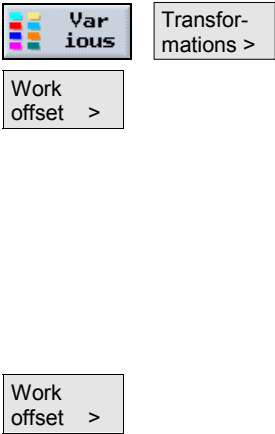 Var
ious
Transfor-
mations >
Work
offset >
Work
offset >